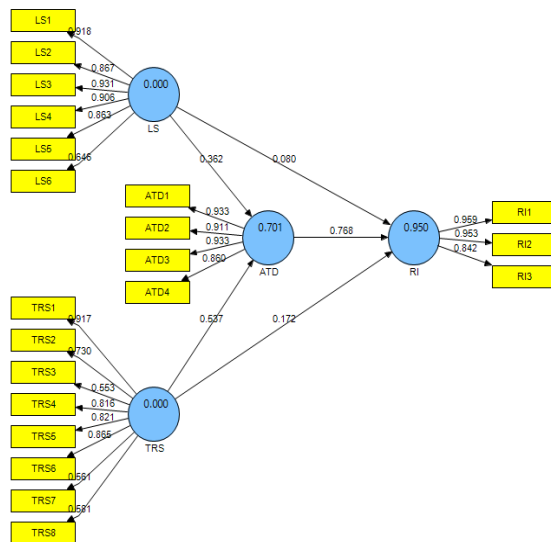 LS1
0.918
LS2
0.867
LS3
0.931
LS4
0.906
LS5
0.863
LS6
0.646
0.000
LS
0.362
0.080
ATD1
0.933
ATD2
0.911
ATD3
0.933
ATD4
0.860
0.701
ATD
0.768
0.950
RI
0.959
RI1
0.953
RI2
0.842
RI3
0.537
0.172
TRS1
0.917
TRS2
0.730
TRS3
0.553
TRS4
0.816
TRS5
0.821
TRS6
0.865
TRS7
0.561
TRS8
0.581
0.000
TRS